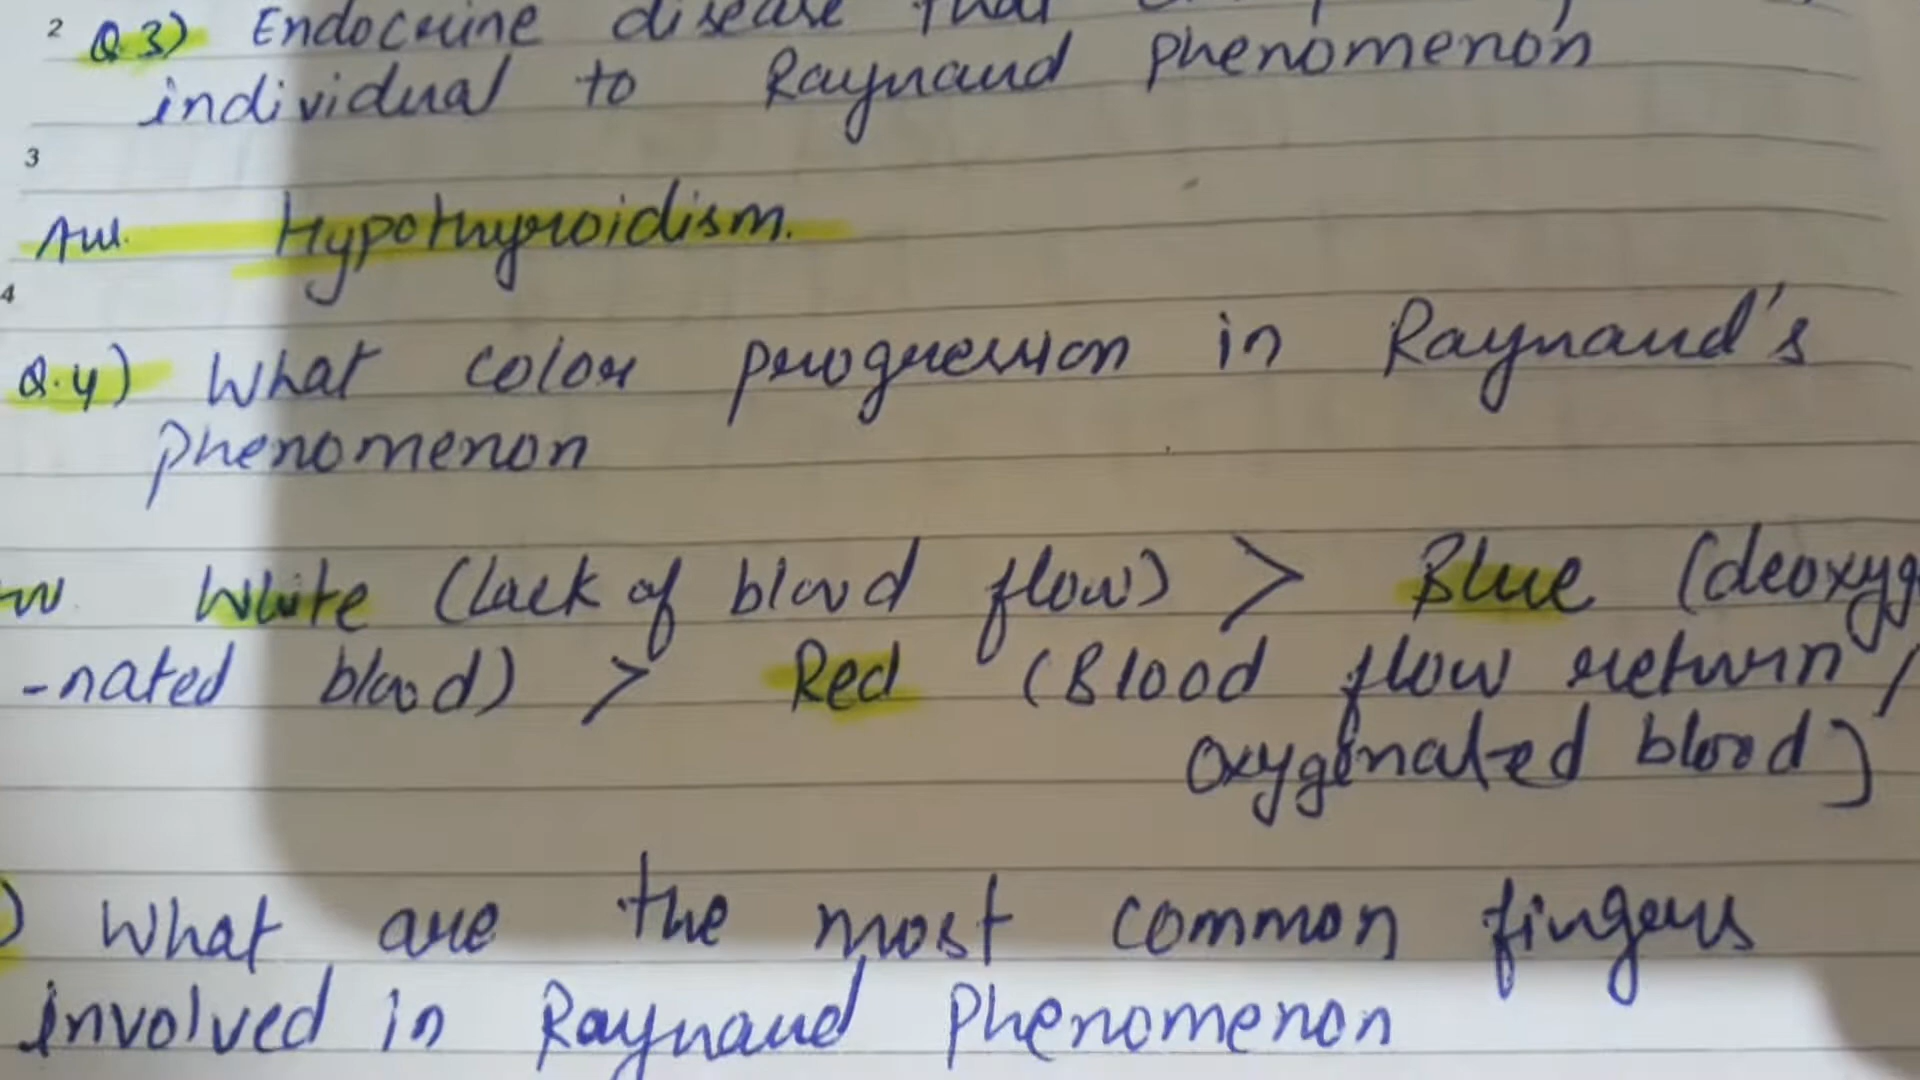 2 Q.3) Endocrine disease that
individual to Raynaud phenomenon
3
Ans. Hypothyroidism.
4
Q.4) What color progression in Raynaud's
phenomenon
White (lack of blood flow) > Blue (deoxyg
-nated blood) > Red (Blood flow return /
oxygenated blood)
) What are the most common fingers
involved in Raynaud Phenomenon